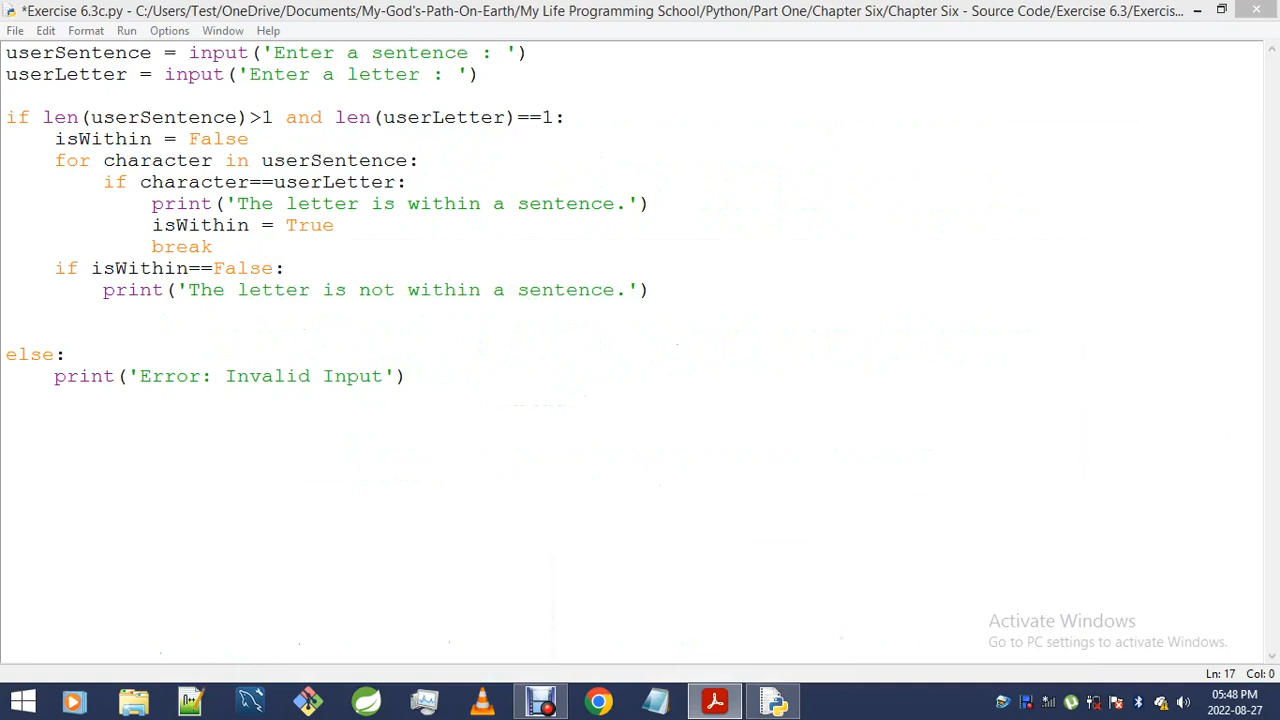 *Exercise 6.3c.py - C:/Users/Test/OneDrive/Documents/My-God's-Path-On-Earth/My Life Programming School/Python/Part One/Chapter Six/Chapter Six - Source Code/Exercise 6.3/Exercis...
File Edit Format Run Options Window Help
userSentence = input('Enter a sentence : ')
userLetter = input('Enter a letter : ')
if len(userSentence)>1 and len(userLetter)==1:
    isWithin = False
    for character in userSentence:
        if character==userLetter:
            print('The letter is within a sentence.')
            isWithin = True
            break
    if isWithin==False:
        print('The letter is not within a sentence.')
else:
    print('Error: Invalid Input')
Activate Windows
Go to PC settings to activate Windows.
Ln: 17 Col: 0
05:48 PM
2022-08-27